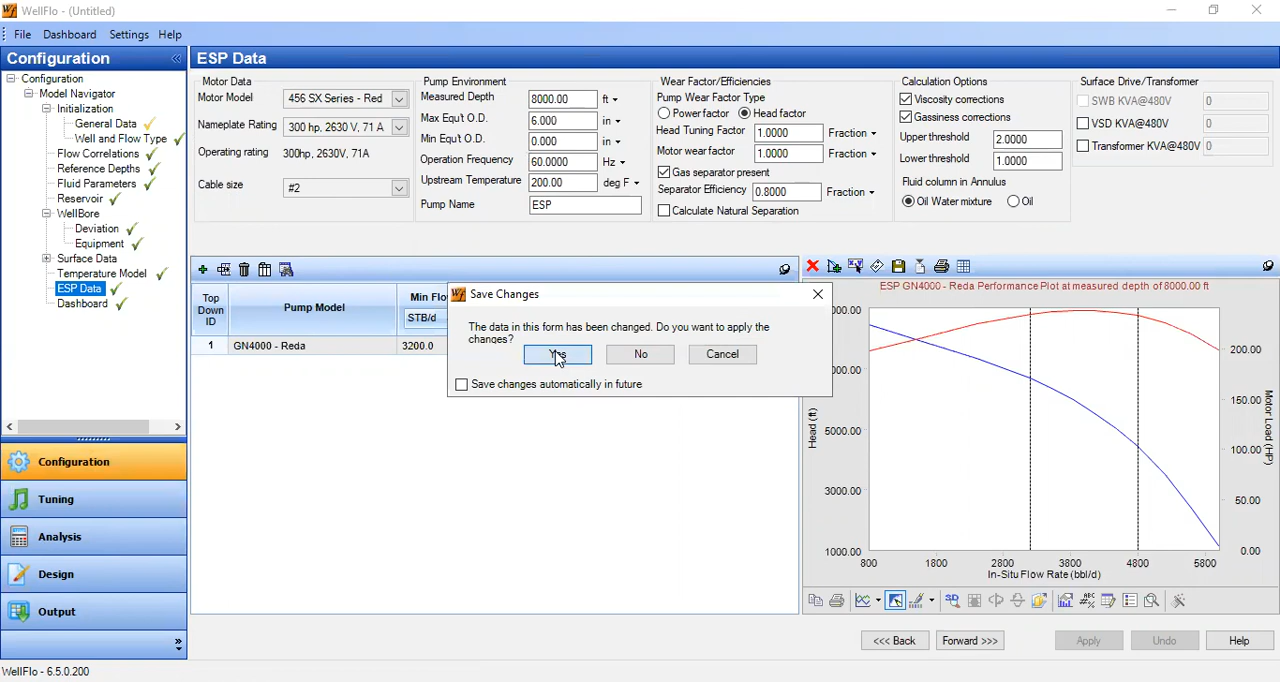 WellFlo - (Untitled)
File Dashboard Settings Help
Configuration
Configuration
Model Navigator
Initialization
General Data
Well and Flow Type
Flow Correlations
Reference Depths
Fluid Parameters
Reservoir
WellBore
Deviation
Equipment
Surface Data
Temperature Model
ESP Data
Dashboard
Configuration
Tuning
Analysis
Design
Output
ESP Data
Motor Data
Motor Model 456 SX Series - Red
Nameplate Rating 300 hp, 2630 V, 71 A
Operating rating 300hp, 2630V, 71A
Cable size #2
Pump Environment
Measured Depth 8000.00 ft
Max Equ't O.D. 6.000 in
Min Equ't O.D. 0.000 in
Operation Frequency 60.0000 Hz
Upstream Temperature 200.00 deg F
Pump Name ESP
Wear Factor/Efficiencies
Pump Wear Factor Type
Power factor Head factor
Head Tuning Factor 1.0000 Fraction
Motor wear factor 1.0000 Fraction
Gas separator present
Separator Efficiency 0.8000 Fraction
Calculate Natural Separation
Calculation Options
Viscosity corrections
Gassiness corrections
Upper threshold 2.0000
Lower threshold 1.0000
Fluid column in Annulus
Oil Water mixture Oil
Surface Drive/Transformer
SWB KVA@480V 0
VSD KVA@480V 0
Transformer KVA@480V 0
Top Down ID Pump Model Min Flo
STB/d
1 GN4000 - Reda 3200.0
Save Changes
The data in this form has been changed. Do you want to apply the
changes?
Yes No Cancel
Save changes automatically in future
ESP GN4000 - Reda Performance Plot at measured depth of 8000.00 ft
000.00
000.00
5000.00
3000.00
1000.00
Head (ft)
200.00
150.00
100.00
50.00
0.00
Motor Load (HP)
800 1800 2800 3800 4800 5800
In-Situ Flow Rate (bbl/d)
<<< Back Forward >>> Apply Undo Help
WellFlo - 6.5.0.200